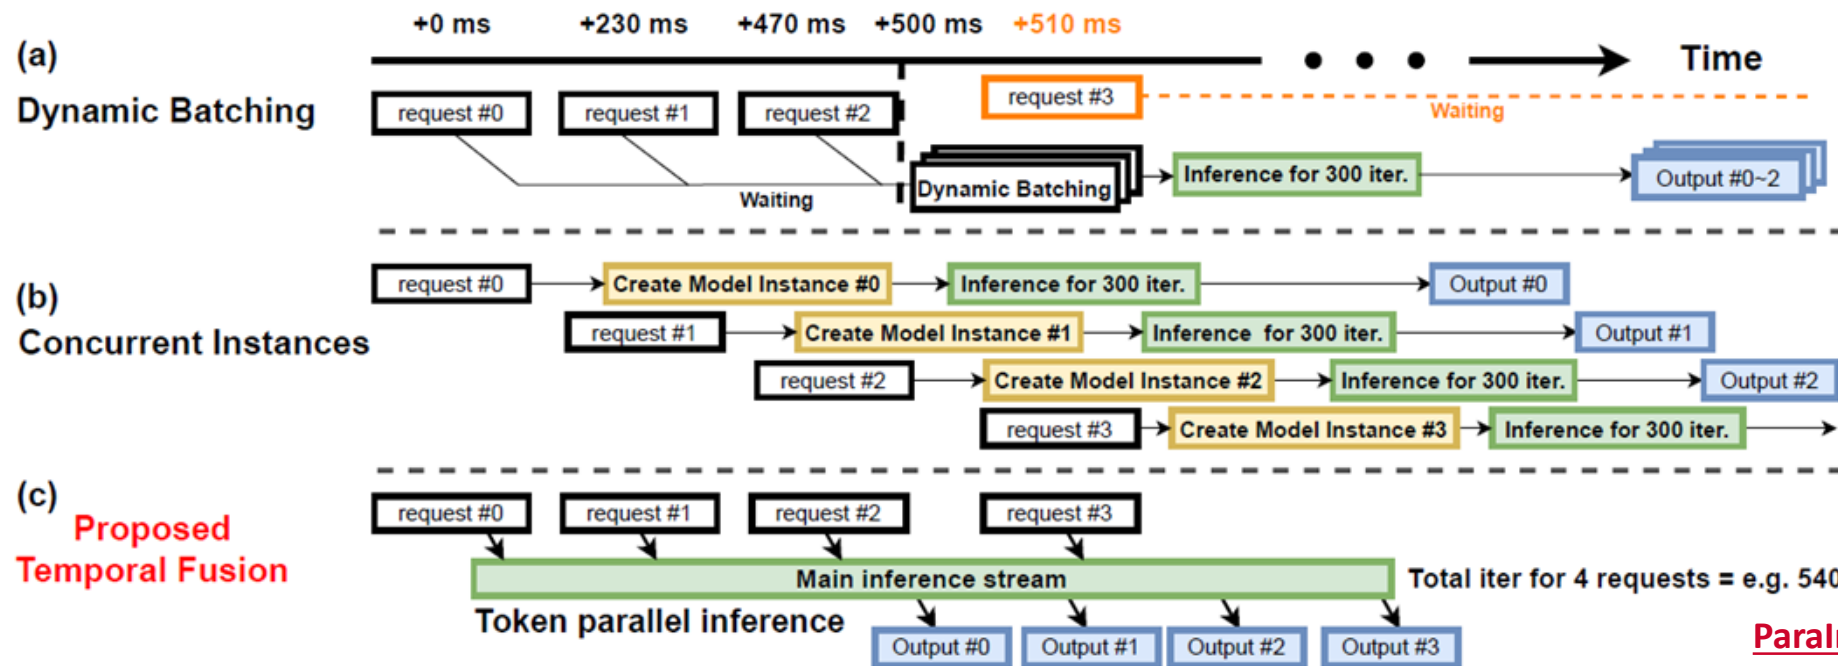 +0 ms +230 ms +470 ms +500 ms +510 ms
(a)
Time
Dynamic Batching
request #0 request #1 request #2 request #3
Waiting
Dynamic Batching
Inference for 300 iter.
Output #0~2
Waiting
(b)
Concurrent Instances
request #0 Create Model Instance #0 Inference for 300 iter. Output #0
request #1 Create Model Instance #1 Inference for 300 iter. Output #1
request #2 Create Model Instance #2 Inference for 300 iter. Output #2
request #3 Create Model Instance #3 Inference for 300 iter.
(c)
Proposed
Temporal Fusion
request #0 request #1 request #2 request #3
Main inference stream
Total iter for 4 requests = e.g. 540
Token parallel inference
Output #0 Output #1 Output #2 Output #3